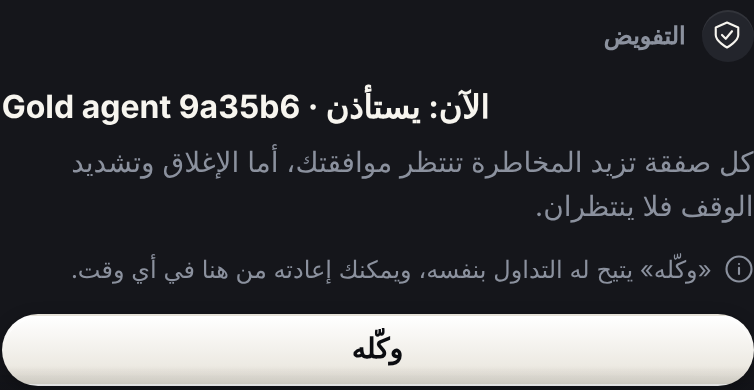 التفويض
Gold agent 9a35b6 · الآن: يستأذن
كل صفقة تزيد المخاطرة تنتظر موافقتك، أما الإغلاق وتشديد
الوقف فلا ينتظران.
«وكّله» يتيح له التداول بنفسه، ويمكنك إعادته من هنا في أي وقت.
وكّله